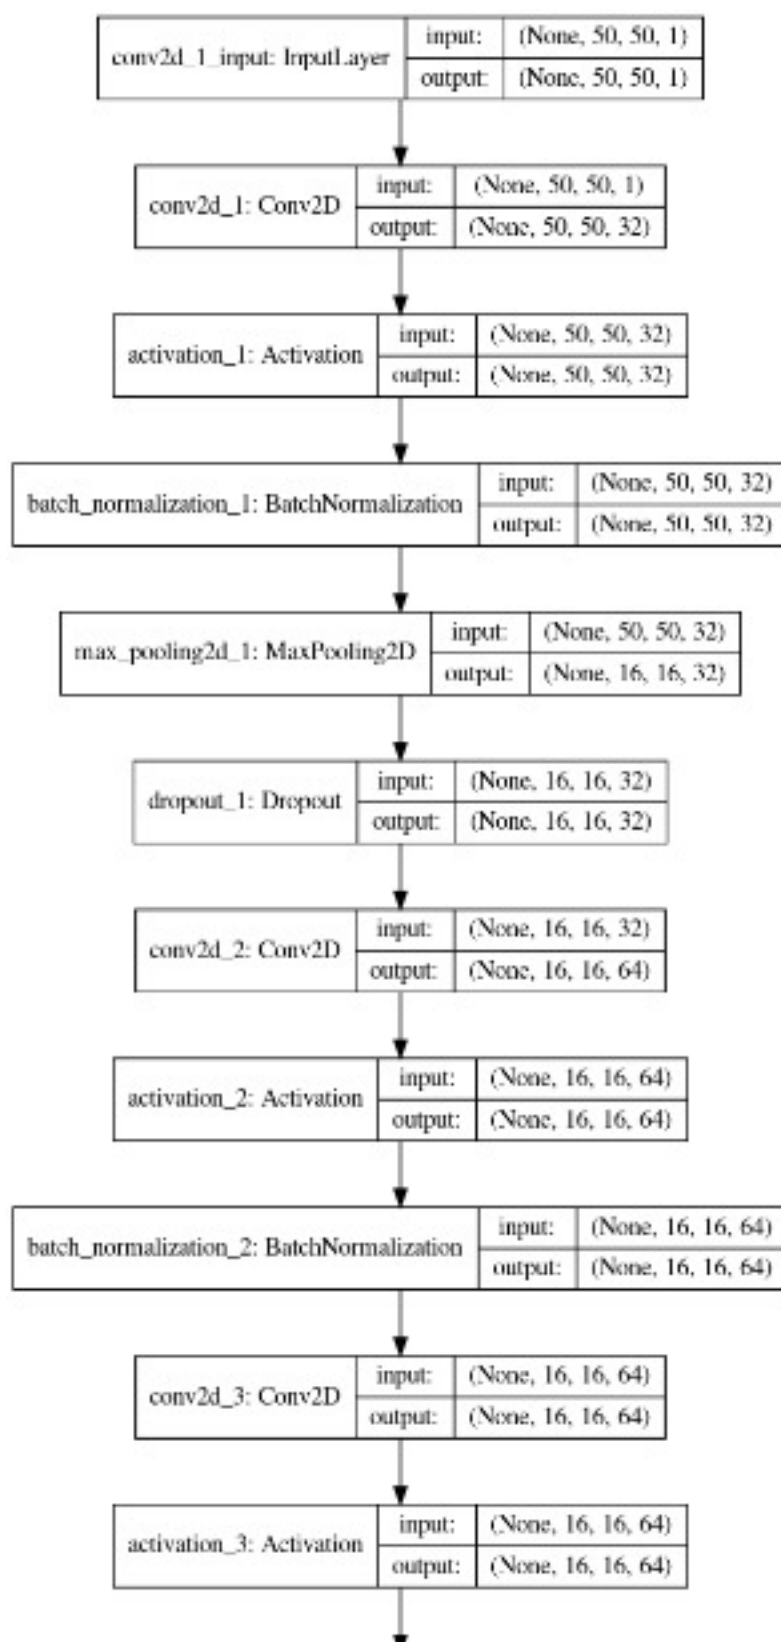 conv2d_1_input: InputLayer
input: (None, 50, 50, 1)
output: (None, 50, 50, 1)
conv2d_1: Conv2D
input: (None, 50, 50, 1)
output: (None, 50, 50, 32)
activation_1: Activation
input: (None, 50, 50, 32)
output: (None, 50, 50, 32)
batch_normalization_1: BatchNormalization
input: (None, 50, 50, 32)
output: (None, 50, 50, 32)
max_pooling2d_1: MaxPooling2D
input: (None, 50, 50, 32)
output: (None, 16, 16, 32)
dropout_1: Dropout
input: (None, 16, 16, 32)
output: (None, 16, 16, 32)
conv2d_2: Conv2D
input: (None, 16, 16, 32)
output: (None, 16, 16, 64)
activation_2: Activation
input: (None, 16, 16, 64)
output: (None, 16, 16, 64)
batch_normalization_2: BatchNormalization
input: (None, 16, 16, 64)
output: (None, 16, 16, 64)
conv2d_3: Conv2D
input: (None, 16, 16, 64)
output: (None, 16, 16, 64)
activation_3: Activation
input: (None, 16, 16, 64)
output: (None, 16, 16, 64)